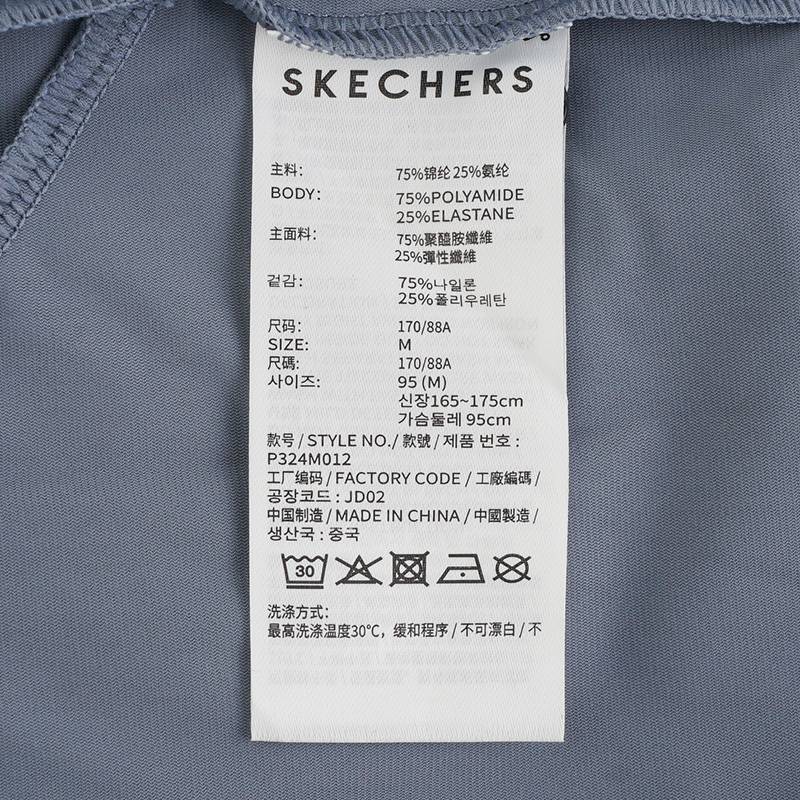 SKECHERS
主料: 75%锦纶 25%氨纶
BODY: 75%POLYAMIDE
25%ELASTANE
主面料: 75%聚醯胺纖維
25%彈性纖維
겉감: 75%나일론
25%폴리우레탄
尺码: 170/88A
SIZE: M
尺碼: 170/88A
사이즈: 95 (M)
신장165~175cm
가슴둘레 95cm
款号 / STYLE NO./ 款號 / 제품 번호 :
P324M012
工厂编码 / FACTORY CODE / 工廠編碼 /
공장코드 : JD02
中国制造 / MADE IN CHINA / 中國製造 /
생산국 : 중국
30
洗涤方式:
最高洗涤温度30℃，缓和程序 / 不可漂白 / 不